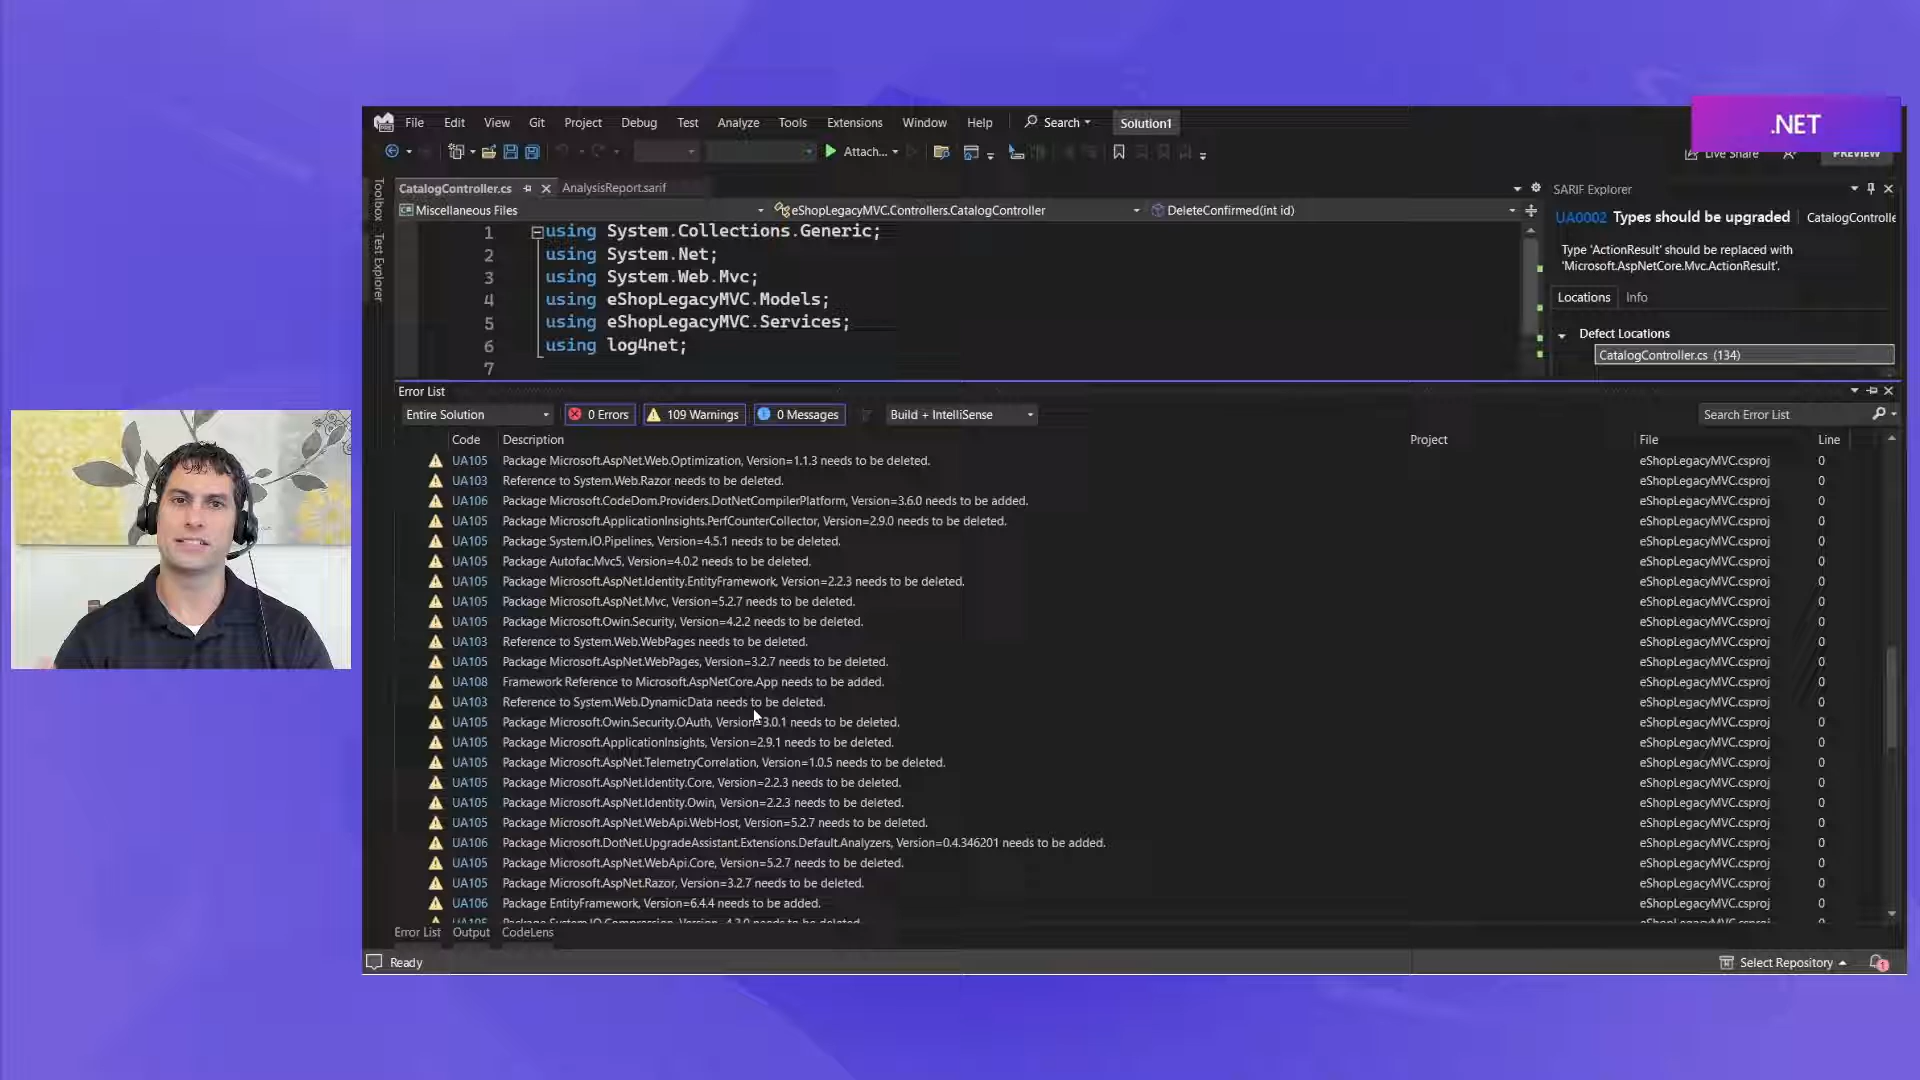 .NET
File Edit View Git Project Debug Test Analyze Tools Extensions Window Help Search Solution1
Attach... Live Share PREVIEW
Toolbox
Test Explorer
CatalogController.cs AnalysisReport.sarif
Miscellaneous Files eShopLegacyMVC.Controllers.CatalogController DeleteConfirmed(int id)
1 using System.Collections.Generic;
2 using System.Net;
3 using System.Web.Mvc;
4 using eShopLegacyMVC.Models;
5 using eShopLegacyMVC.Services;
6 using log4net;
7
SARIF Explorer
UA0002 Types should be upgraded CatalogControlle
Type 'ActionResult' should be replaced with
'Microsoft.AspNetCore.Mvc.ActionResult'.
Locations Info
Defect Locations
CatalogController.cs (134)
Error List
Entire Solution 0 Errors 109 Warnings 0 Messages Build + IntelliSense Search Error List
Code Description Project File Line
UA105 Package Microsoft.AspNet.Web.Optimization, Version=1.1.3 needs to be deleted. eShopLegacyMVC.csproj 0
UA103 Reference to System.Web.Razor needs to be deleted. eShopLegacyMVC.csproj 0
UA106 Package Microsoft.CodeDom.Providers.DotNetCompilerPlatform, Version=3.6.0 needs to be added. eShopLegacyMVC.csproj 0
UA105 Package Microsoft.ApplicationInsights.PerfCounterCollector, Version=2.9.0 needs to be deleted. eShopLegacyMVC.csproj 0
UA105 Package System.IO.Pipelines, Version=4.5.1 needs to be deleted. eShopLegacyMVC.csproj 0
UA105 Package Autofac.Mvc5, Version=4.0.2 needs to be deleted. eShopLegacyMVC.csproj 0
UA105 Package Microsoft.AspNet.Identity.EntityFramework, Version=2.2.3 needs to be deleted. eShopLegacyMVC.csproj 0
UA105 Package Microsoft.AspNet.Mvc, Version=5.2.7 needs to be deleted. eShopLegacyMVC.csproj 0
UA105 Package Microsoft.Owin.Security, Version=4.2.2 needs to be deleted. eShopLegacyMVC.csproj 0
UA103 Reference to System.Web.WebPages needs to be deleted. eShopLegacyMVC.csproj 0
UA105 Package Microsoft.AspNet.WebPages, Version=3.2.7 needs to be deleted. eShopLegacyMVC.csproj 0
UA108 Framework Reference to Microsoft.AspNetCore.App needs to be added. eShopLegacyMVC.csproj 0
UA103 Reference to System.Web.DynamicData needs to be deleted. eShopLegacyMVC.csproj 0
UA105 Package Microsoft.Owin.Security.OAuth, Version=3.0.1 needs to be deleted. eShopLegacyMVC.csproj 0
UA105 Package Microsoft.ApplicationInsights, Version=2.9.1 needs to be deleted. eShopLegacyMVC.csproj 0
UA105 Package Microsoft.AspNet.TelemetryCorrelation, Version=1.0.5 needs to be deleted. eShopLegacyMVC.csproj 0
UA105 Package Microsoft.AspNet.Identity.Core, Version=2.2.3 needs to be deleted. eShopLegacyMVC.csproj 0
UA105 Package Microsoft.AspNet.Identity.Owin, Version=2.2.3 needs to be deleted. eShopLegacyMVC.csproj 0
UA105 Package Microsoft.AspNet.WebApi.WebHost, Version=5.2.7 needs to be deleted. eShopLegacyMVC.csproj 0
UA106 Package Microsoft.DotNet.UpgradeAssistant.Extensions.Default.Analyzers, Version=0.4.346201 needs to be added. eShopLegacyMVC.csproj 0
UA105 Package Microsoft.AspNet.WebApi.Core, Version=5.2.7 needs to be deleted. eShopLegacyMVC.csproj 0
UA105 Package Microsoft.AspNet.Razor, Version=3.2.7 needs to be deleted. eShopLegacyMVC.csproj 0
UA106 Package EntityFramework, Version=6.4.4 needs to be added. eShopLegacyMVC.csproj 0
UA105 Package System.IO.Compression, Version=4.3.0 needs to be deleted. eShopLegacyMVC.csproj 0
Error List Output CodeLens
Ready Select Repository 1